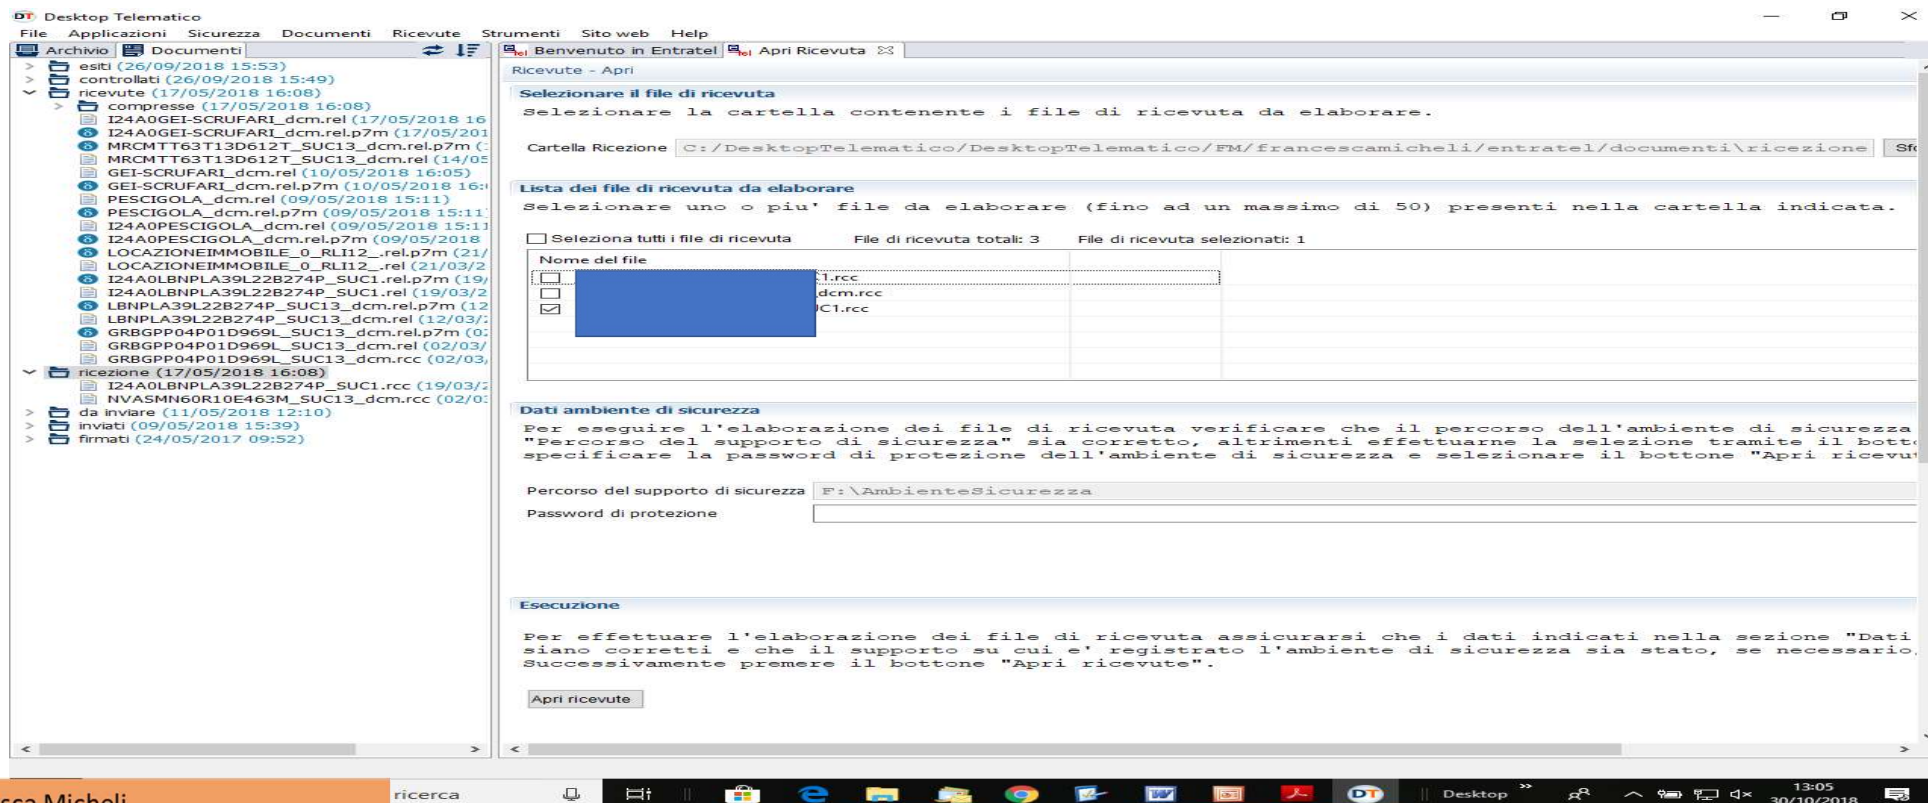 DT Desktop Telematico
File Applicazioni Sicurezza Documenti Ricevute Strumenti Sito web Help
Archivio Documenti
esiti (26/09/2018 15:53)
controllati (26/09/2018 15:49)
ricevute (17/05/2018 16:08)
compresse (17/05/2018 16:08)
I24A0GEI-SCRUFARI_dcm.rel (17/05/2018 16
I24A0GEI-SCRUFARI_dcm.rel.p7m (17/05/201
MRCMTT63T13D612T_SUC13_dcm.rel.p7m (
MRCMTT63T13D612T_SUC13_dcm.rel (14/05
GEI-SCRUFARI_dcm.rel (10/05/2018 16:05)
GEI-SCRUFARI_dcm.rel.p7m (10/05/2018 16:
PESCIGOLA_dcm.rel (09/05/2018 15:11)
PESCIGOLA_dcm.rel.p7m (09/05/2018 15:11
I24A0PESCIGOLA_dcm.rel (09/05/2018 15:11
I24A0PESCIGOLA_dcm.rel.p7m (09/05/2018
LOCAZIONEIMMOBILE_0_RLI12_.rel.p7m (21/
LOCAZIONEIMMOBILE_0_RLI12_.rel (21/03/2
I24A0LBNPLA39L22B274P_SUC1.rel.p7m (19/
I24A0LBNPLA39L22B274P_SUC1.rel (19/03/2
LBNPLA39L22B274P_SUC13_dcm.rel.p7m (12
LBNPLA39L22B274P_SUC13_dcm.rel (12/03/
GRBGPP04P01D969L_SUC13_dcm.rel.p7m (0
GRBGPP04P01D969L_SUC13_dcm.rel (02/03/
GRBGPP04P01D969L_SUC13_dcm.rcc (02/03,
ricezione (17/05/2018 16:08)
I24A0LBNPLA39L22B274P_SUC1.rcc (19/03/2
NVASMN60R10E463M_SUC13_dcm.rcc (02/0
da inviare (11/05/2018 12:10)
inviati (09/05/2018 15:39)
firmati (24/05/2017 09:52)
Benvenuto in Entratel Apri Ricevuta
Ricevute - Apri
Selezionare il file di ricevuta
Selezionare la cartella contenente i file di ricevuta da elaborare.
Cartella Ricezione C:/DesktopTelematico/DesktopTelematico/FM/francescamicheli/entratel/documenti\ricezione Sfo
Lista dei file di ricevuta da elaborare
Selezionare uno o piu' file da elaborare (fino ad un massimo di 50) presenti nella cartella indicata.
Seleziona tutti i file di ricevuta File di ricevuta totali: 3 File di ricevuta selezionati: 1
Nome del file
C1.rcc
_dcm.rcc
JC1.rcc
Dati ambiente di sicurezza
Per eseguire l'elaborazione dei file di ricevuta verificare che il percorso dell'ambiente di sicurezza
"Percorso del supporto di sicurezza" sia corretto, altrimenti effettuarne la selezione tramite il botto
specificare la password di protezione dell'ambiente di sicurezza e selezionare il bottone "Apri ricevut
Percorso del supporto di sicurezza F:\AmbienteSicurezza
Password di protezione
Esecuzione
Per effettuare l'elaborazione dei file di ricevuta assicurarsi che i dati indicati nella sezione "Dati
siano corretti e che il supporto su cui e' registrato l'ambiente di sicurezza sia stato, se necessario,
Successivamente premere il bottone "Apri ricevute".
Apri ricevute
sca Micheli
ricerca
DT
Desktop
13:05
30/10/2018